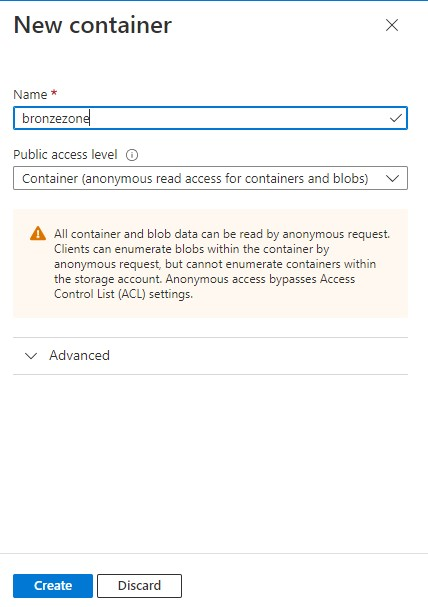 New container
Name *
bronzezone
Public access level
Container (anonymous read access for containers and blobs)
All container and blob data can be read by anonymous request.
Clients can enumerate blobs within the container by
anonymous request, but cannot enumerate containers within
the storage account. Anonymous access bypasses Access
Control List (ACL) settings.
Advanced
Create
Discard